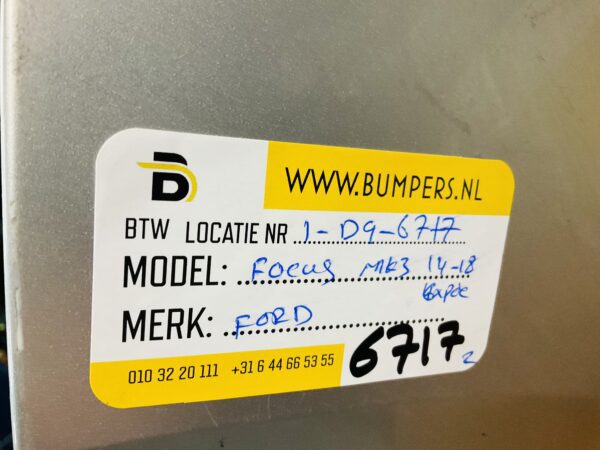 B
WWW.BUMPERS.NL
BTW LOCATIE NR 1-D9-6717
MODEL: FOCUS MK3 14-18
MERK: FORD
6717
010 32 20 111 +31 6 44 66 53 55